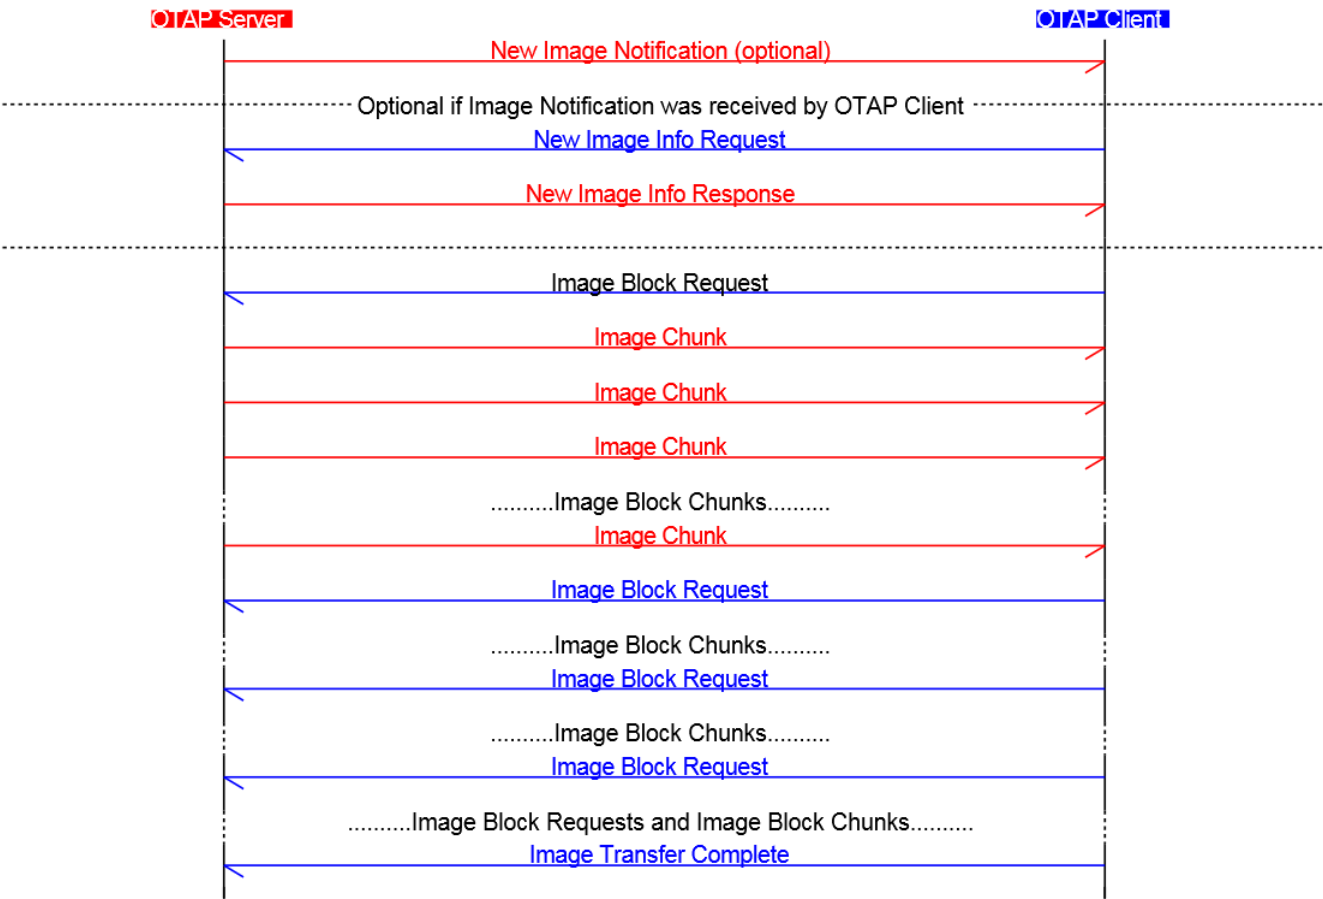 OTAP Server
OTAP Client
New Image Notification (optional)
Optional if Image Notification was received by OTAP Client
New Image Info Request
New Image Info Response
Image Block Request
Image Chunk
Image Chunk
Image Chunk
..........Image Block Chunks..........
Image Chunk
Image Block Request
..........Image Block Chunks..........
Image Block Request
..........Image Block Chunks..........
Image Block Request
..........Image Block Requests and Image Block Chunks..........
Image Transfer Complete